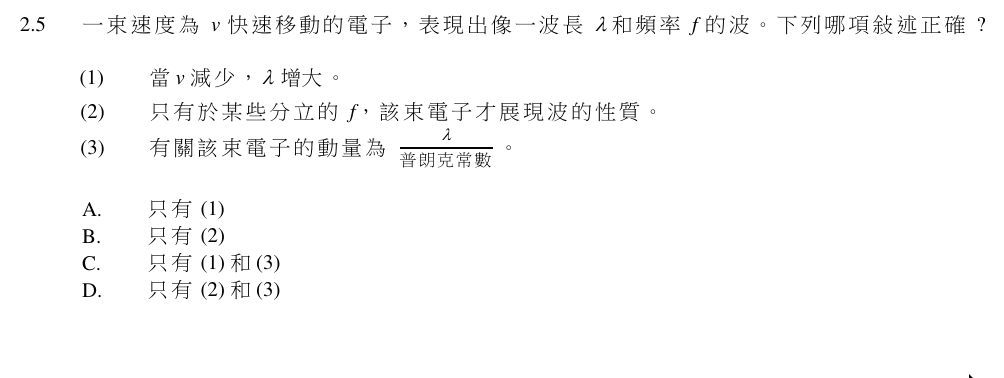 2.5 一束速度為 v 快速移動的電子，表現出像一波長 λ 和頻率 f 的波。下列哪項敍述正確？
(1) 當 v 減少，λ 增大。
(2) 只有於某些分立的 f，該束電子才展現波的性質。
(3) 有關該束電子的動量為 λ/普朗克常數 。
A. 只有 (1)
B. 只有 (2)
C. 只有 (1) 和 (3)
D. 只有 (2) 和 (3)